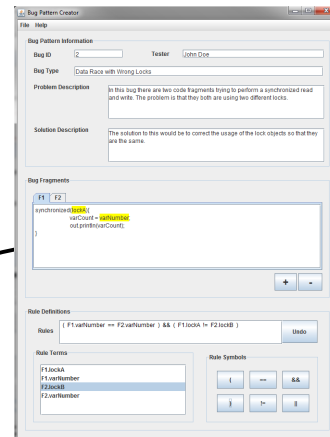 Bug Pattern Creator
File Help
Bug Pattern Information
Bug ID 2 Tester John Doe
Bug Type Data Race with Wrong Locks
Problem Description In this bug there are two code fragments trying to perform a synchronized read
and write. The problem is that they both are using two different locks.
Solution Description The solution to this would be to correct the usage of the lock objects so that they
are the same.
Bug Fragments
F1 F2
synchronized(lockA){
varCount = varNumber;
out.println(varCount);
}
+ -
Rule Definitions
Rules ( F1.varNumber == F2.varNumber ) && ( F1.lockA != F2.lockB ) Undo
Rule Terms
F1.lockA
F1.varNumber
F2.lockB
F2.varNumber
Rule Symbols
( == &&
) != ||